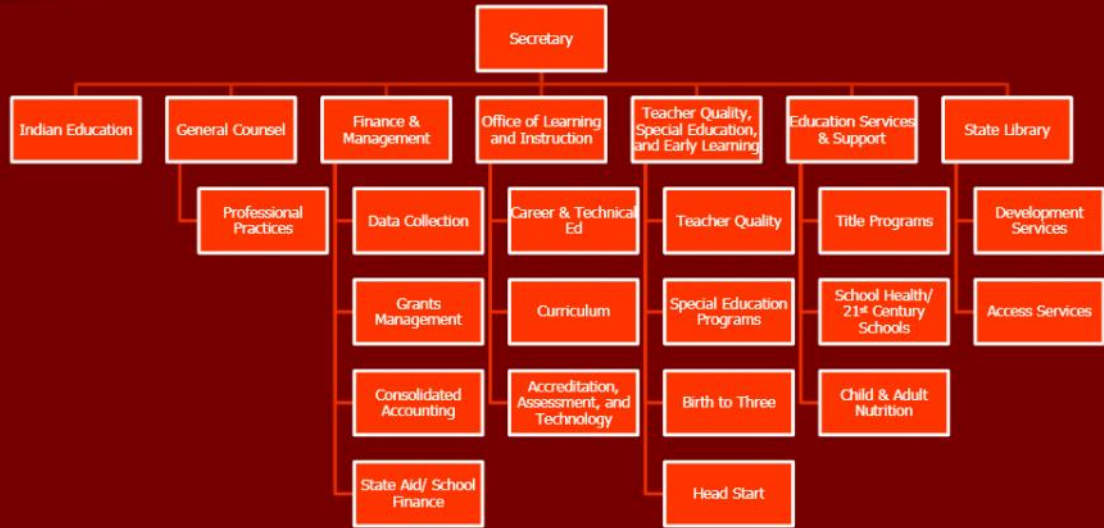 Secretary
Indian Education
General Counsel
Finance &
Management
Office of Learning
and Instruction
Teacher Quality,
Special Education,
and Early Learning
Education Services
& Support
State Library
Professional
Practices
Data Collection
Career & Technical
Ed
Teacher Quality
Title Programs
Development
Services
Grants
Management
Curriculum
Special Education
Programs
School Health/
21st Century
Schools
Access Services
Consolidated
Accounting
Accreditation,
Assessment, and
Technology
Birth to Three
Child & Adult
Nutrition
State Aid/ School
Finance
Head Start